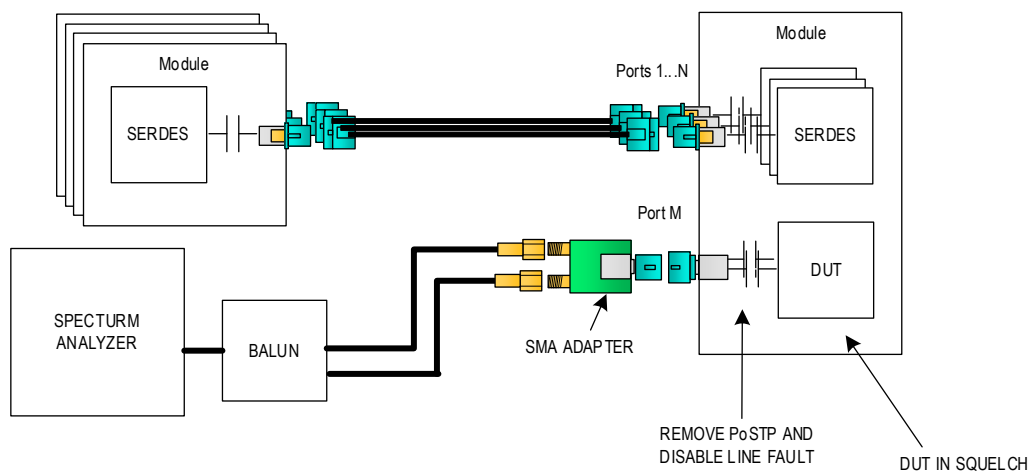 Module
Module
Ports 1...N
SERDES
SERDES
Port M
DUT
SPECTURM
ANALYZER
BALUN
SMA ADAPTER
REMOVE PoSTP AND
DISABLE LINE FAULT
DUT IN SQUELCH